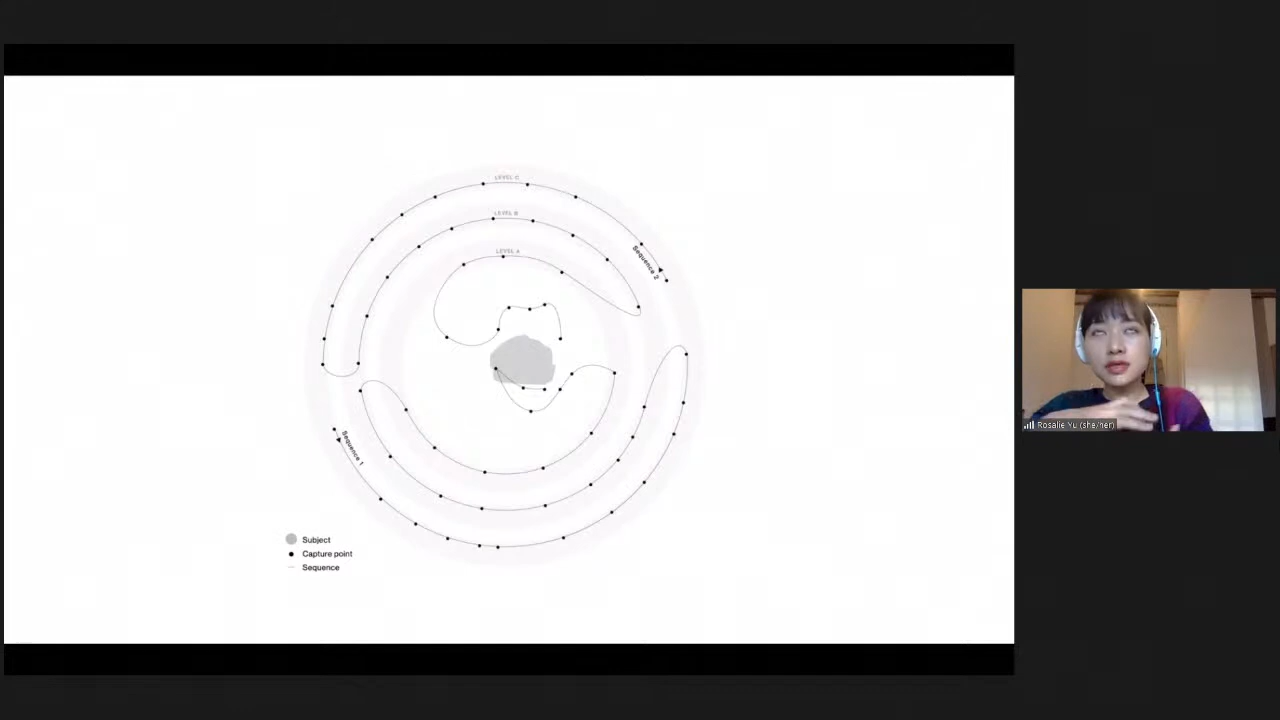 LEVEL C
LEVEL B
LEVEL A
Sequence 2
Sequence 1
Subject
Capture point
Sequence
Rosalie Yu (she/her)